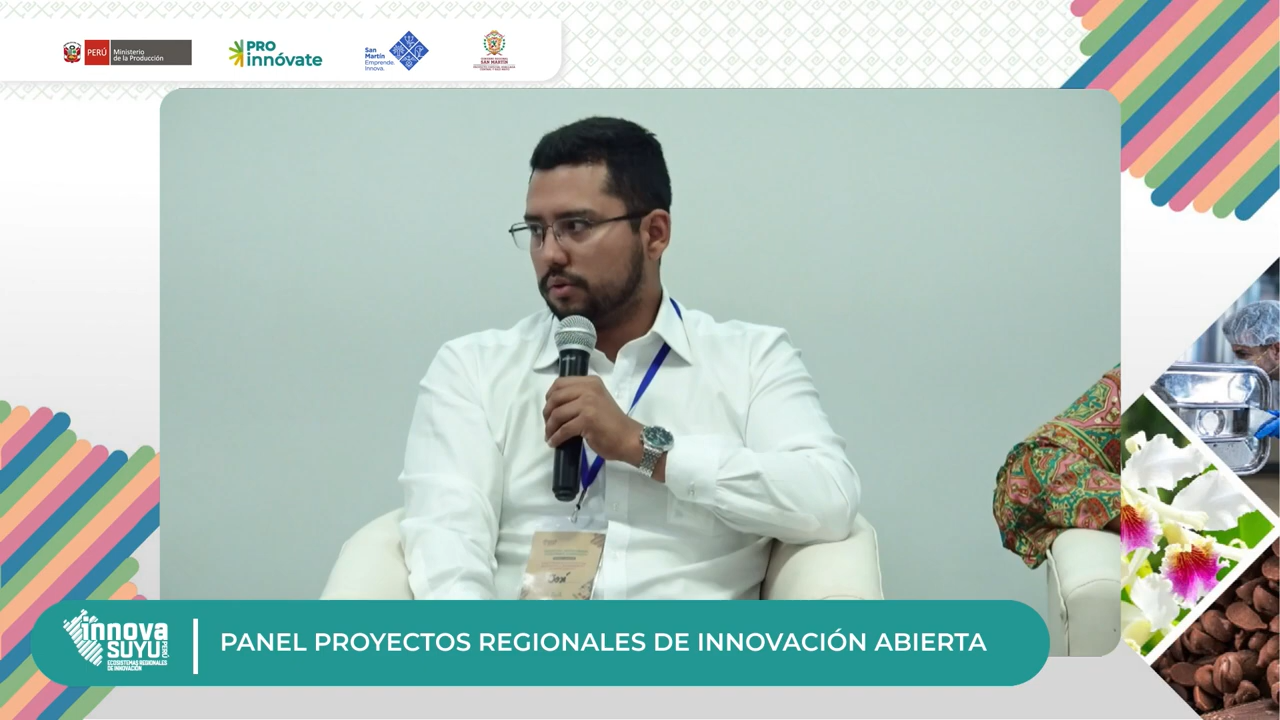 PERÚ
Ministerio
de la Producción
PRO
innóvate
San
Martín
Emprende.
Innova.
SAN MARTÍN
José
innova
SUYU
PERÚ
ECOSISTEMAS REGIONALES
DE INNOVACIÓN
PANEL PROYECTOS REGIONALES DE INNOVACIÓN ABIERTA